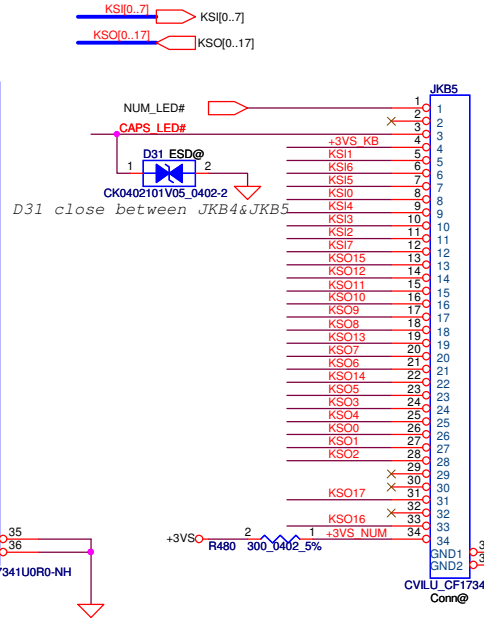 KSI[0..7]
KSI[0..7]
KSO[0..17]
KSO[0..17]
JKB5
NUM_LED#
1
1
2
2
CAPS_LED#
3
3
+3VS_KB
4
4
D31 ESD@
1
2
CK0402101V05_0402-2
D31 close between JKB4&JKB5
KSI1
5
5
KSI6
6
6
KSI5
7
7
KSI0
8
8
KSI4
9
9
KSI3
10
10
KSI2
11
11
KSI7
12
12
KSO15
13
13
KSO12
14
14
KSO11
15
15
KSO10
16
16
KSO9
17
17
KSO8
18
18
KSO13
19
19
KSO7
20
20
KSO6
21
21
KSO14
22
22
KSO5
23
23
KSO3
24
24
KSO4
25
25
KSO0
26
26
KSO1
27
27
KSO2
28
28
29
29
30
30
KSO17
31
31
32
32
KSO16
33
33
+3VS
2
R480
300_0402_5%
1
+3VS_NUM
34
34
35
36
GND1
GND2
7341U0R0-NH
CVILU_CF1734
Conn@